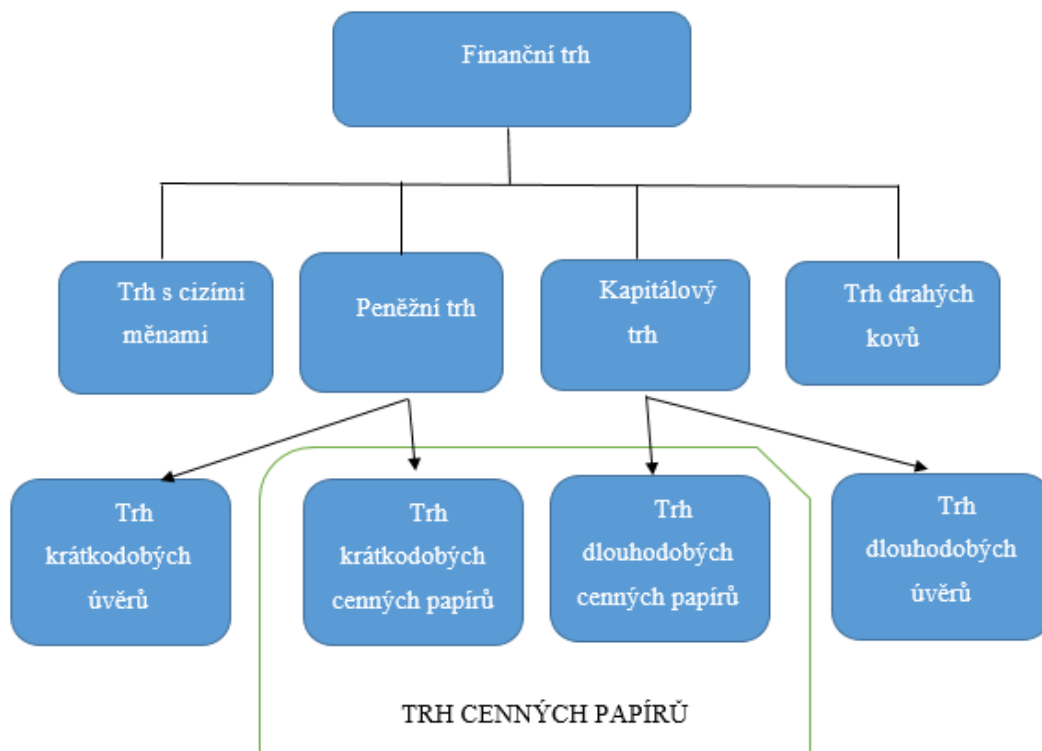 Finanční trh
Trh s cizími
měnami
Peněžní trh
Kapitálový
trh
Trh drahých
kovů
Trh
krátkodobých
úvěrů
Trh
krátkodobých
cenných papírů
Trh
dlouhodobých
cenných papírů
Trh
dlouhodobých
úvěrů
TRH CENNÝCH PAPÍRŮ